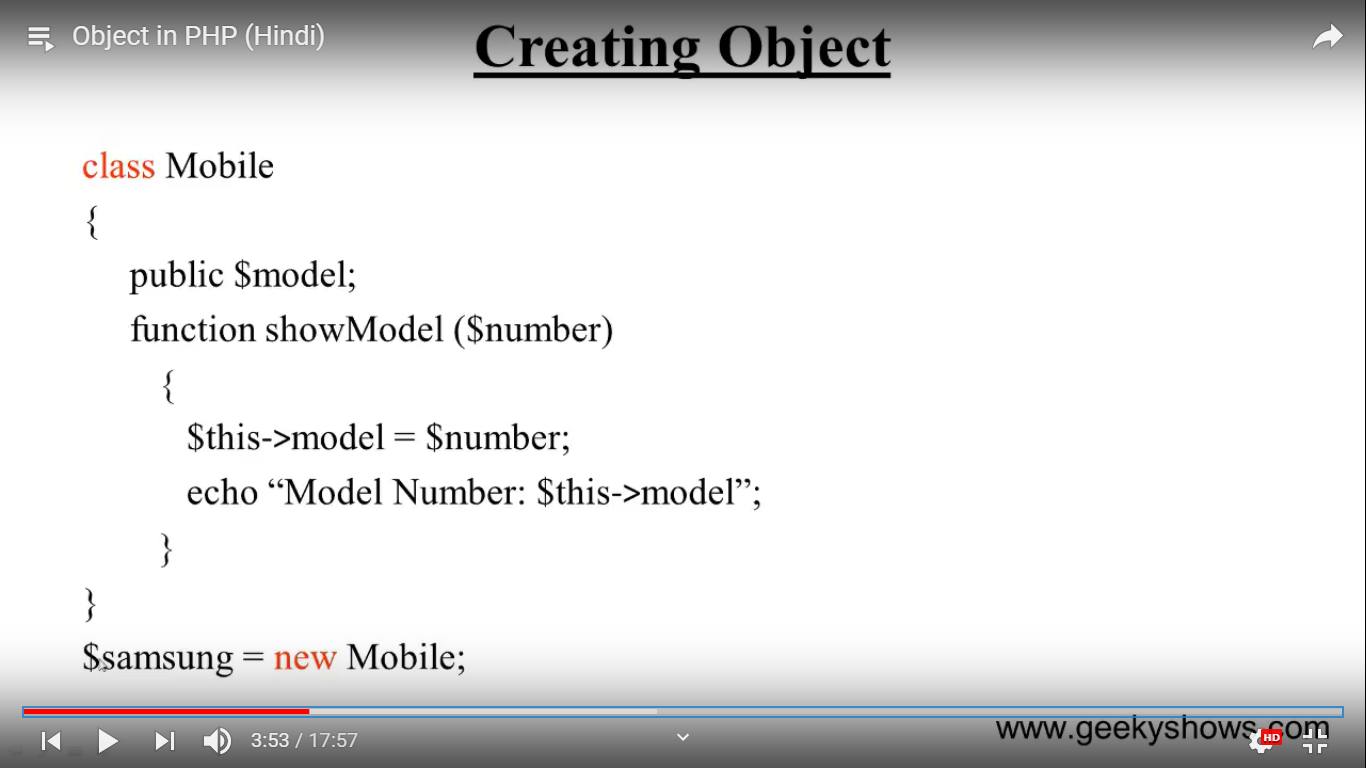 Object in PHP (Hindi)
Creating Object
class Mobile
{
public $model;
function showModel ($number)
{
$this->model = $number;
echo “Model Number: $this->model”;
}
}
$samsung = new Mobile;
www.geekyshows.com
3:53 / 17:57
HD